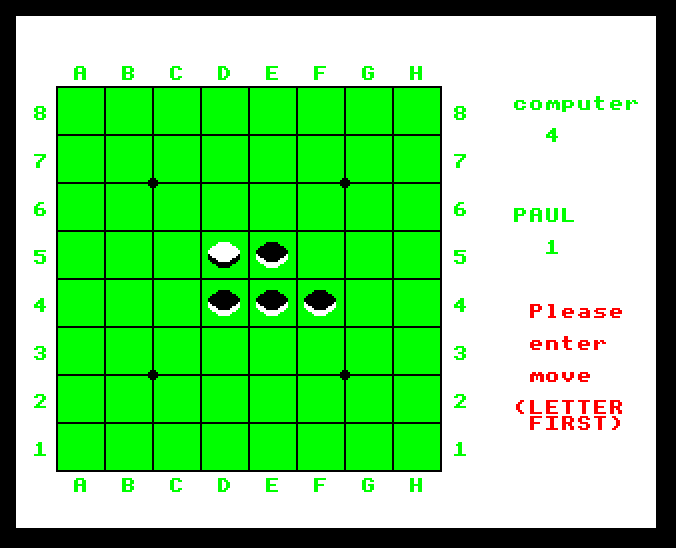 A B C D E F G H
8 8
computer
4
7 7
6 6
PAUL
1
5 5
4 4
Please
enter
move
(LETTER
FIRST)
3 3
2 2
1 1
A B C D E F G H